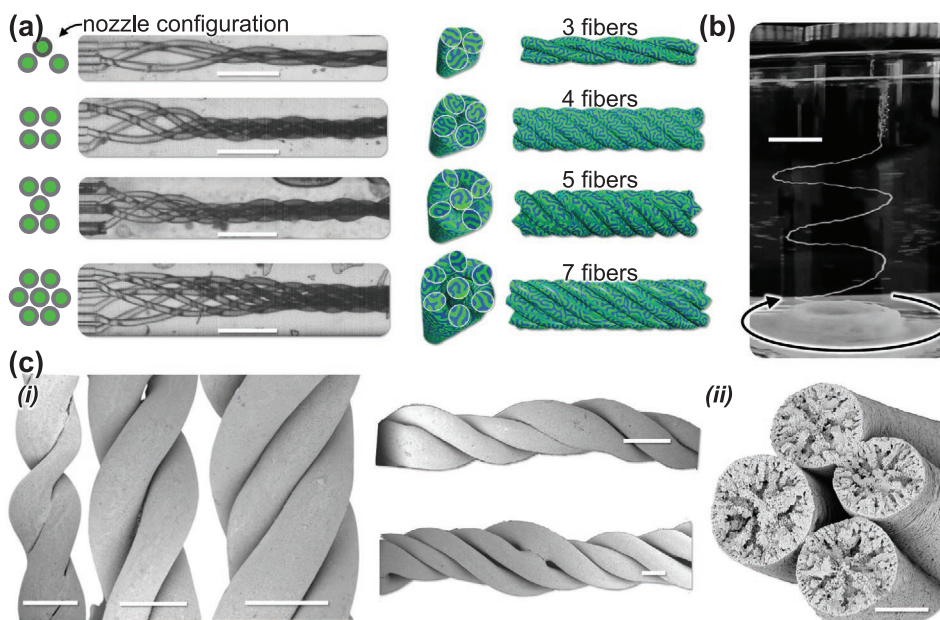 (a)
nozzle configuration
3 fibers
4 fibers
5 fibers
7 fibers
(b)
(c)
(i)
(ii)